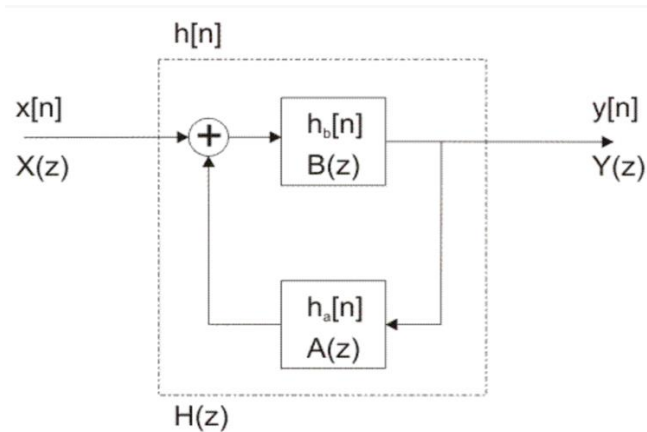 h[n]
x[n]
X(z)
+
h_b[n]
B(z)
y[n]
Y(z)
h_a[n]
A(z)
H(z)